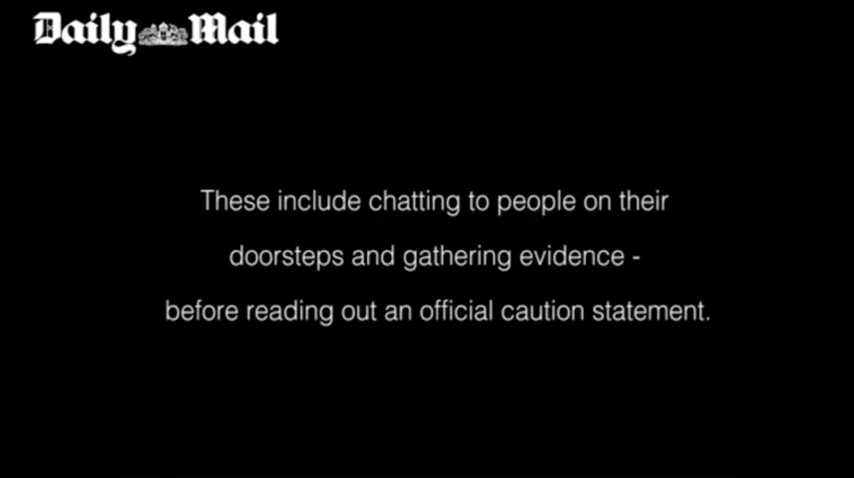 Daily Mail
These include chatting to people on their
doorsteps and gathering evidence -
before reading out an official caution statement.